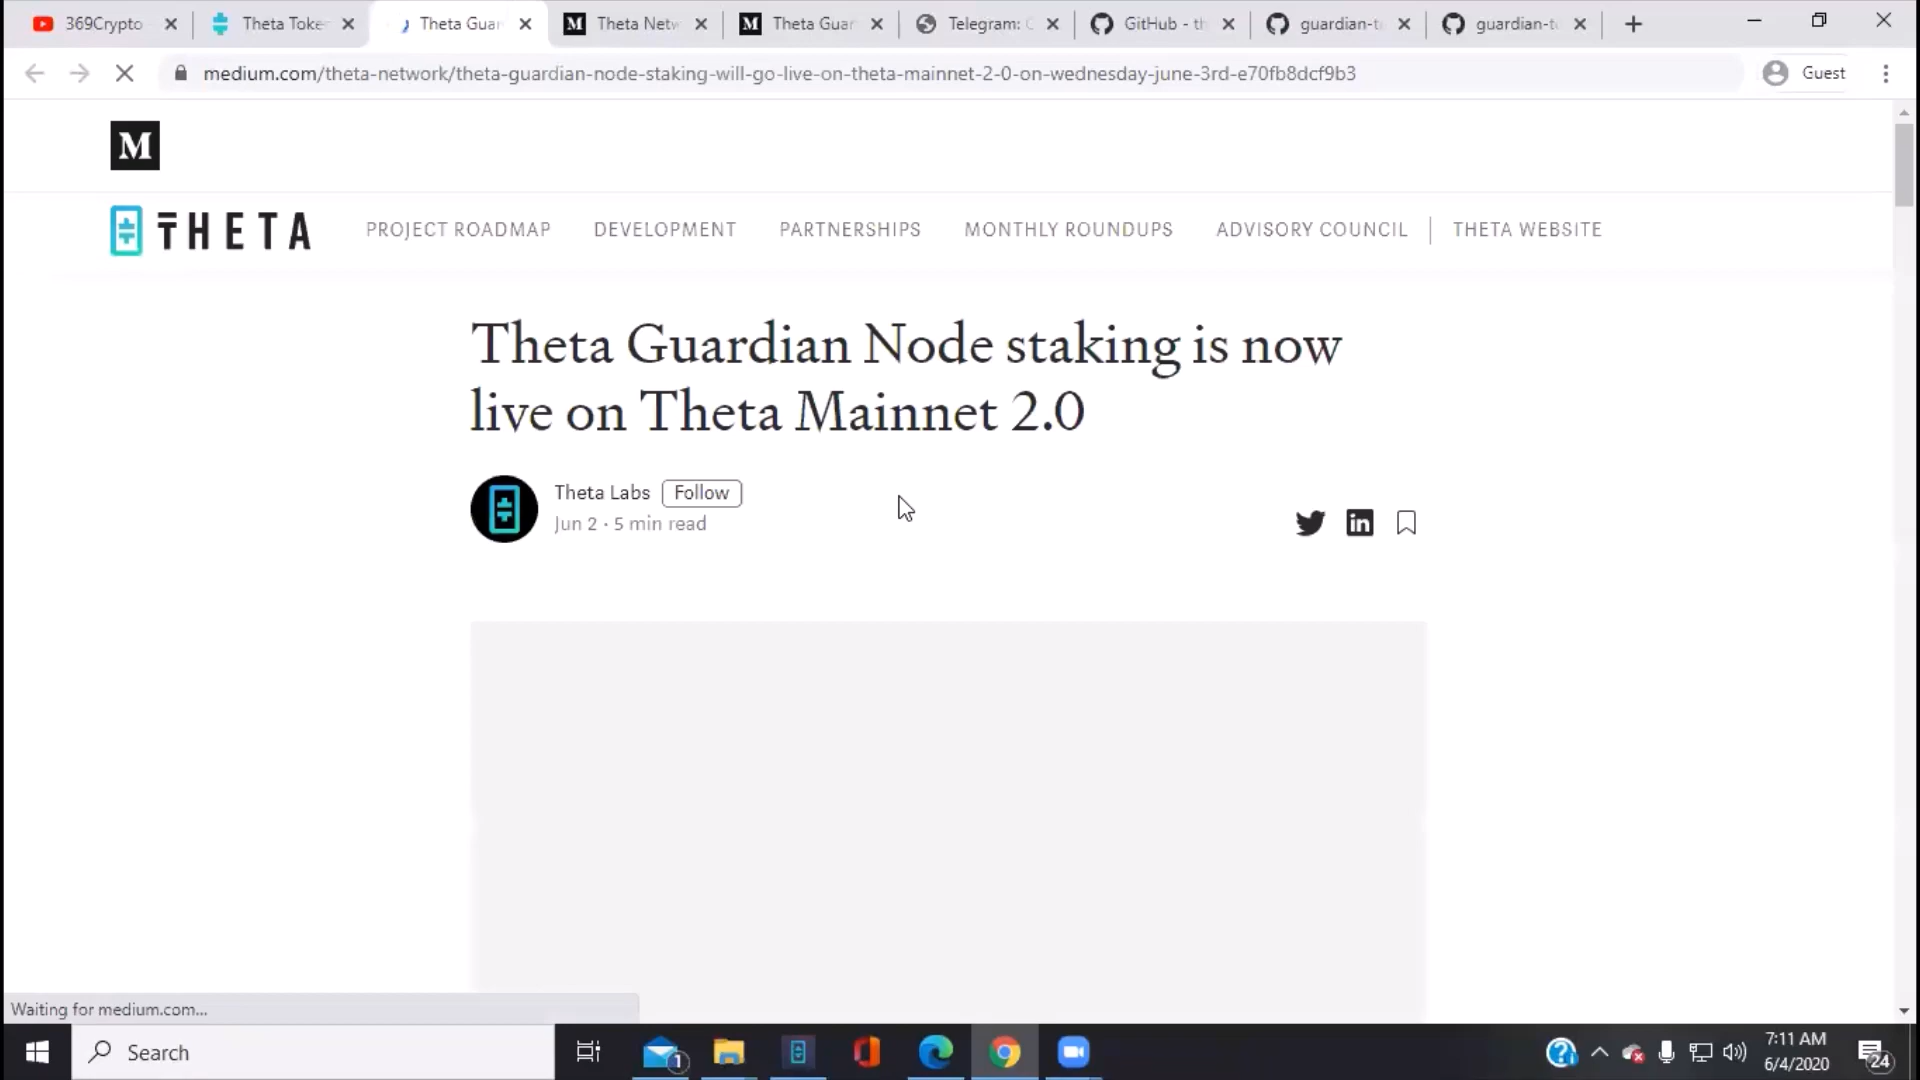 369Crypto
Theta Toke
Theta Guar
Theta Netw
Theta Guar
Telegram: C
GitHub - th
guardian-t
guardian-t
medium.com/theta-network/theta-guardian-node-staking-will-go-live-on-theta-mainnet-2-0-on-wednesday-june-3rd-e70fb8dcf9b3
Guest
M
THETA
PROJECT ROADMAP
DEVELOPMENT
PARTNERSHIPS
MONTHLY ROUNDUPS
ADVISORY COUNCIL
THETA WEBSITE
Theta Guardian Node staking is now
live on Theta Mainnet 2.0
Theta Labs
Follow
Jun 2 · 5 min read
Waiting for medium.com...
Search
1
7:11 AM
6/4/2020
24